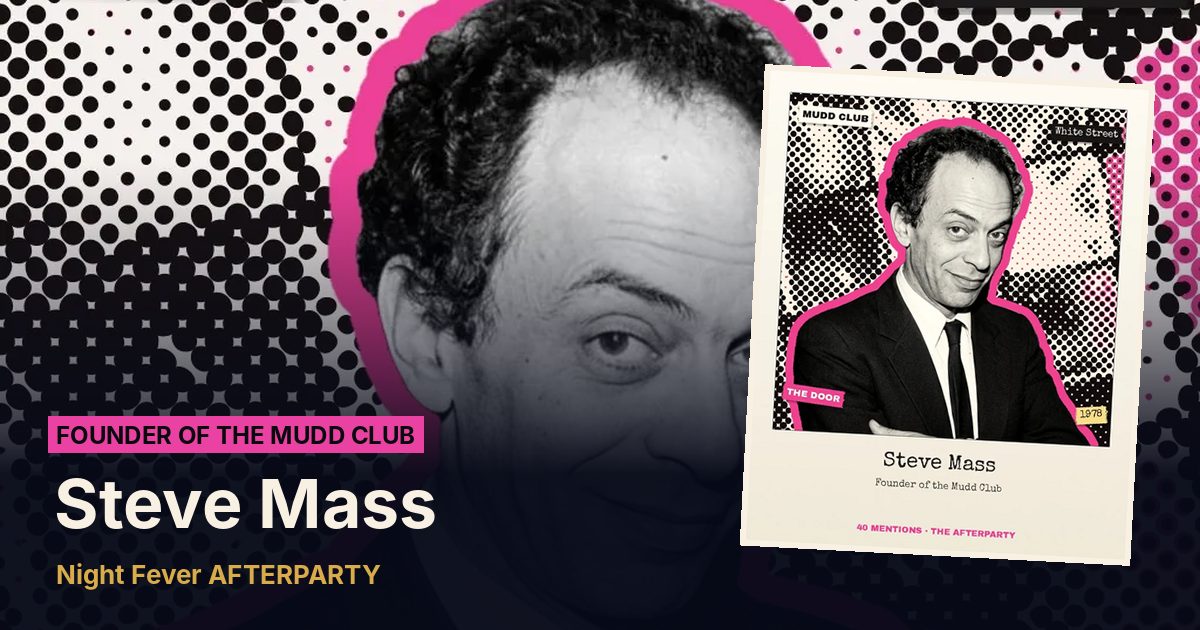 FOUNDER OF THE MUDD CLUB
Steve Mass
Night Fever AFTERPARTY
MUDD CLUB
White Street
THE DOOR
1978
Steve Mass
Founder of the Mudd Club
40 MENTIONS · THE AFTERPARTY